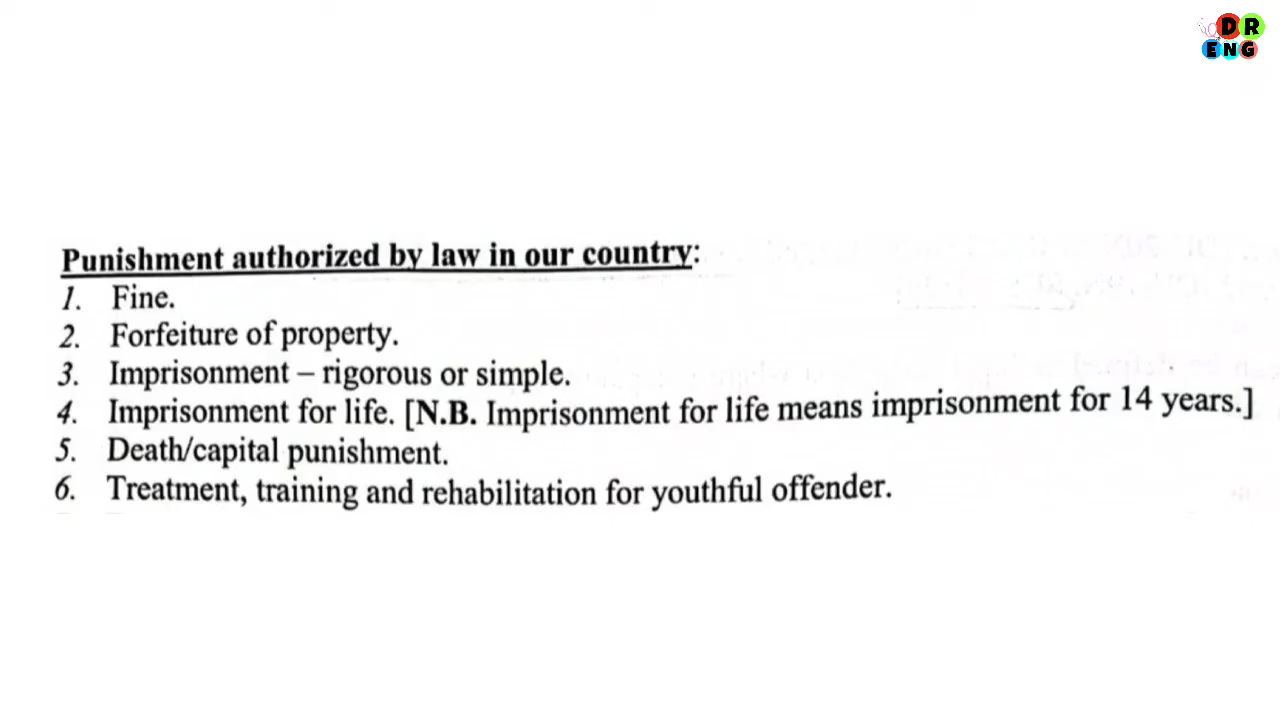 DR
ENG
Punishment authorized by law in our country:
1. Fine.
2. Forfeiture of property.
3. Imprisonment – rigorous or simple.
4. Imprisonment for life. [N.B. Imprisonment for life means imprisonment for 14 years.]
5. Death/capital punishment.
6. Treatment, training and rehabilitation for youthful offender.